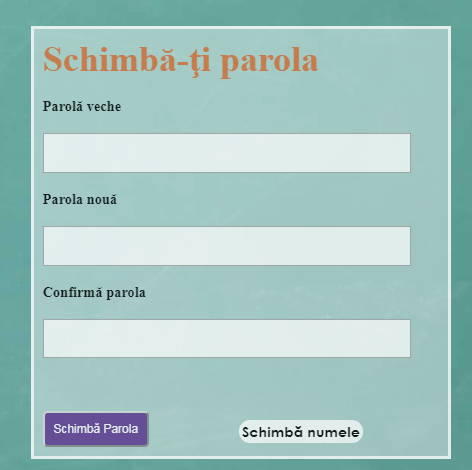 Schimbă-ţi parola
Parolă veche
Parola nouă
Confirmă parola
Schimbă Parola
Schimbă numele